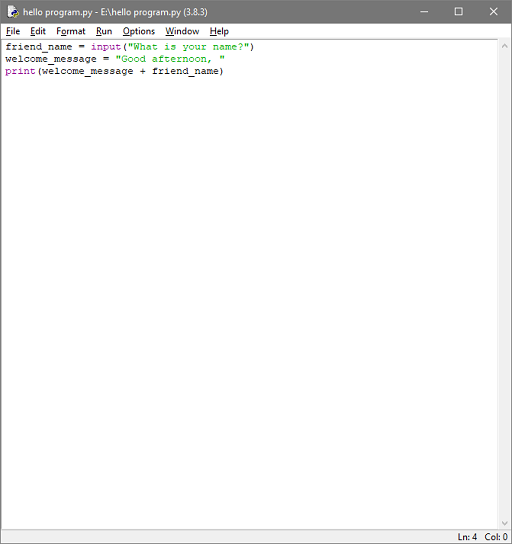 hello program.py - E:\hello program.py (3.8.3)
File Edit Format Run Options Window Help
friend_name = input("What is your name?")
welcome_message = "Good afternoon, "
print(welcome_message + friend_name)
Ln: 4 Col: 0